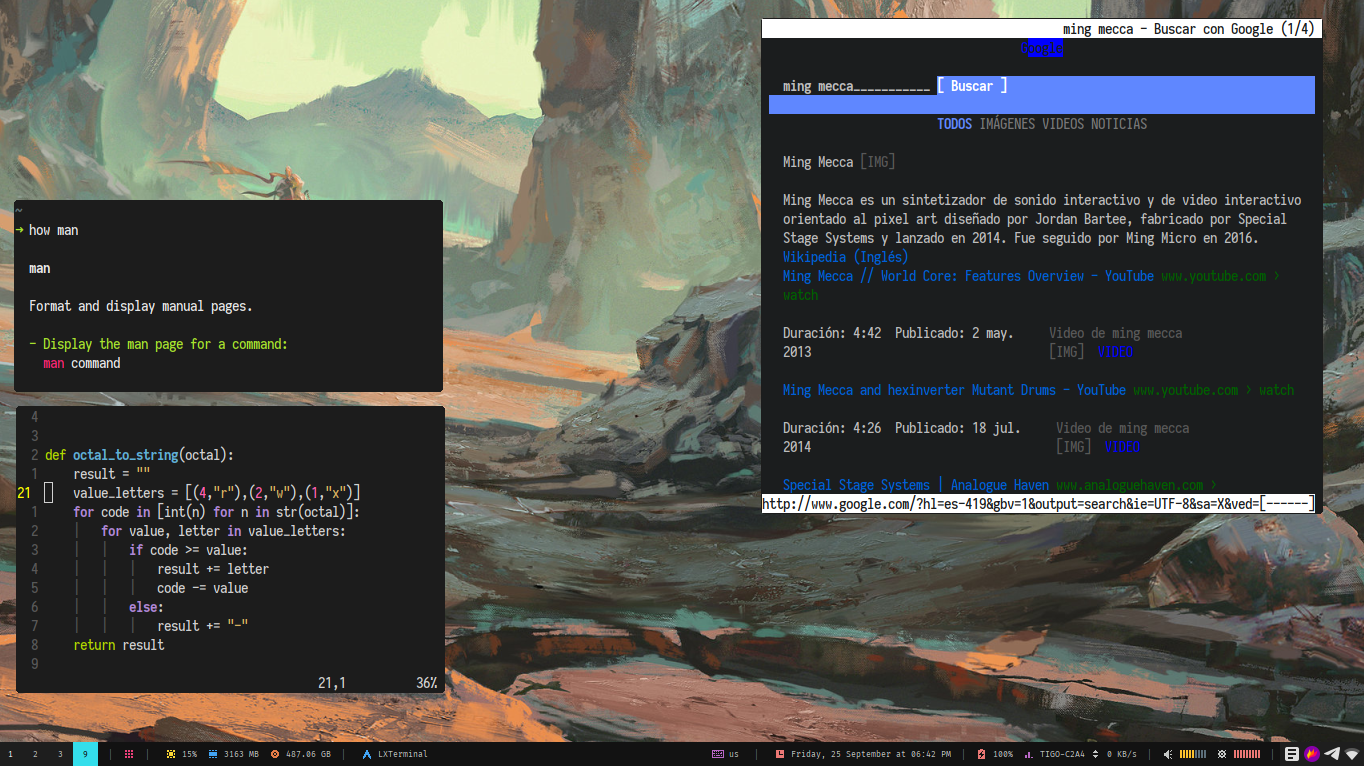 ~
→ how man
man
Format and display manual pages.
- Display the man page for a command:
man command
4
3
2 def octal_to_string(octal):
1 result = ""
21 value_letters = [(4,"r"),(2,"w"),(1,"x")]
1 for code in [int(n) for n in str(octal)]:
2 for value, letter in value_letters:
3 if code >= value:
4 result += letter
5 code -= value
6 else:
7 result += "-"
8 return result
9
21,1 36%
ming mecca - Buscar con Google (1/4)
Google
ming mecca___________ [ Buscar ]
TODOS IMÁGENES VIDEOS NOTICIAS
Ming Mecca [IMG]
Ming Mecca es un sintetizador de sonido interactivo y de video interactivo
orientado al pixel art diseñado por Jordan Bartee, fabricado por Special
Stage Systems y lanzado en 2014. Fue seguido por Ming Micro en 2016.
Wikipedia (Inglés)
Ming Mecca // World Core: Features Overview - YouTube www.youtube.com ›
watch
Duración: 4:42 Publicado: 2 may. Video de ming mecca
2013 [IMG] VIDEO
Ming Mecca and hexinverter Mutant Drums - YouTube www.youtube.com › watch
Duración: 4:26 Publicado: 18 jul. Video de ming mecca
2014 [IMG] VIDEO
Special Stage Systems | Analogue Haven www.analoguehaven.com ›
http://www.google.com/?hl=es-419&gbv=1&output=search&ie=UTF-8&sa=X&ved=[------]
1 2 3 9 15% 3163 MB 487.06 GB LXTerminal us Friday, 25 September at 06:42 PM 100% TIGO-C2A4 0 KB/s